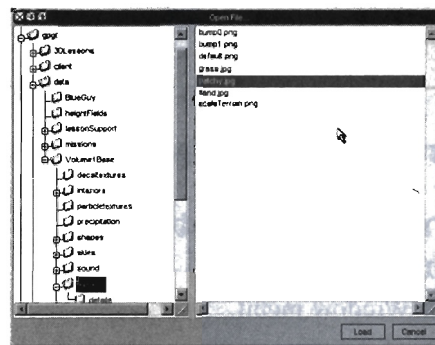 Open File
gpgt
3DLessons
client
data
BlueGuy
heightFields
lessonSupport
missions
Volume1Base
decaltextures
interiors
particletextures
precipitation
shapes
skies
sound
details
bump0.png
bump1.png
default.png
grass.jpg
sand.jpg
scaleTerrain.png
Load
Cancel